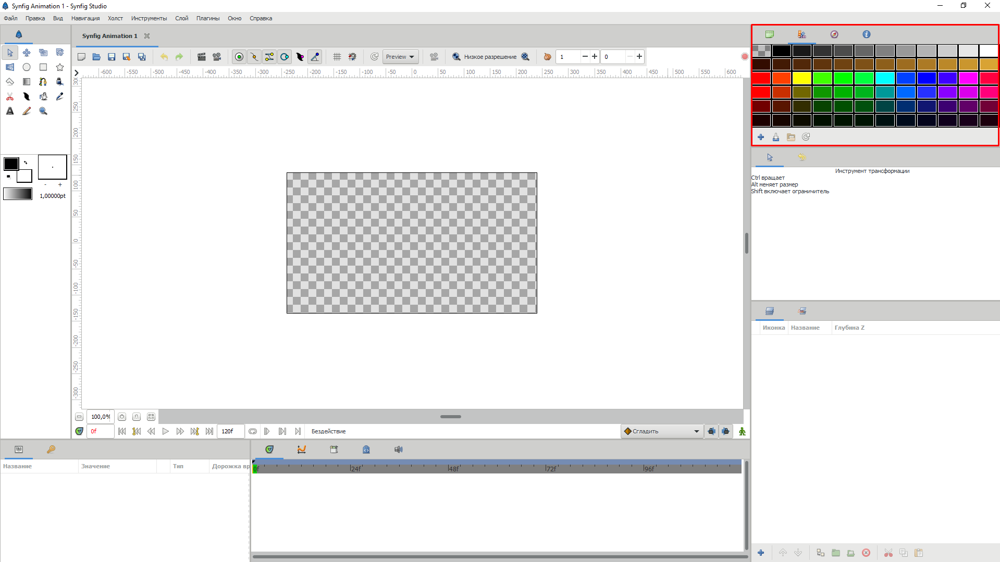 Synfig Animation 1 - Synfig Studio
Файл Правка Вид Навигация Холст Инструменты Слой Плагины Окно Справка
Synfig Animation 1
Preview Низкое разрешение 1 0
-600 -550 -500 -450 -400 -350 -300 -250 -200 -150 -100 -50 0 50 100 150 200 250 300 350 400 450 500 550 600
300
250
200
150
100
50
0
-50
-100
-150
-200
-250
-300
- +
1,00000pt
Инструмент трансформации
Ctrl вращает
Alt меняет размер
Shift включает ограничитель
Иконка Название Глубина Z
100,0%
0f 120f Бездействие Сгладить
Название Значение Тип Дорожка вр
0f 24f 48f 72f 96f